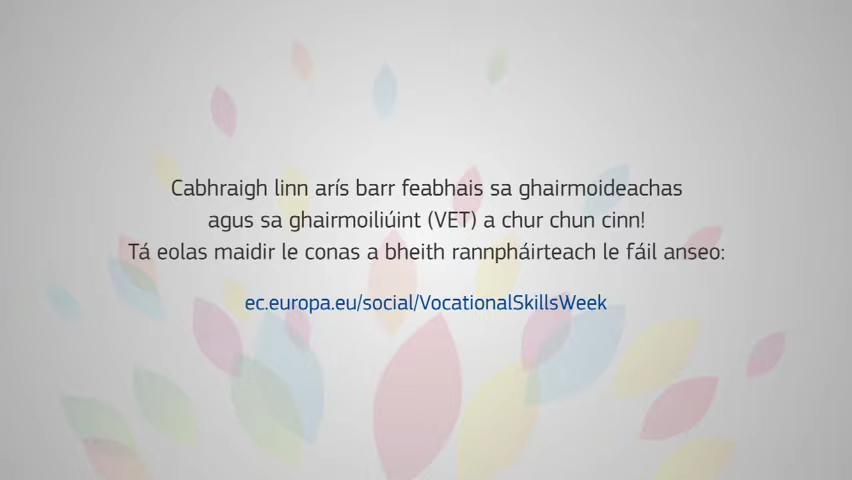 Cabhraigh linn arís barr feabhais sa ghairmoideachas
agus sa ghairmoiliúint (VET) a chur chun cinn!
Tá eolas maidir le conas a bheith rannpháirteach le fáil anseo:
ec.europa.eu/social/VocationalSkillsWeek